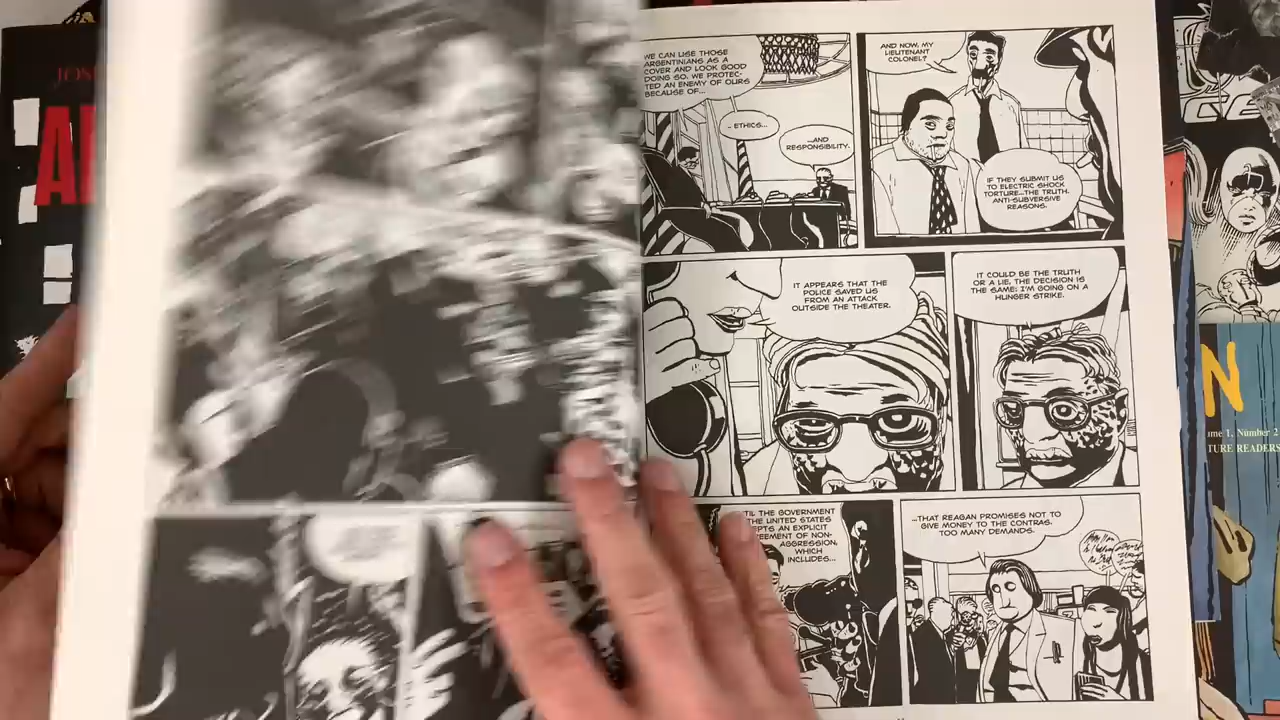 WE CAN USE THOSE
ARGENTINIANS AS A
COVER AND LOOK GOOD
DOING SO. WE PROTEC-
TED AN ENEMY OF OURS
BECAUSE OF...
.. ETHICS...
...AND
RESPONSIBILITY.
AND NOW, MY
LIEUTENANT
COLONEL?
IF THEY SUBMIT US
TO ELECTRIC SHOCK
TORTURE...THE TRUTH.
ANTI-SUBVERSIVE
REASONS.
IT APPEARS THAT THE
POLICE SAVED US
FROM AN ATTACK
OUTSIDE THE THEATER.
IT COULD BE THE TRUTH
OR A LIE, THE DECISION IS
THE SAME: I'M GOING ON A
HUNGER STRIKE.
TIL THE GOVERNMENT
THE UNITED STATES
EPTS AN EXPLICIT
EEMENT OF NON-
AGGRESSION,
WHICH
INCLUDES...
...THAT REAGAN PROMISES NOT TO
GIVE MONEY TO THE CONTRAS.
TOO MANY DEMANDS.
JOS
N
ume 1, Number 2
TURE READERS